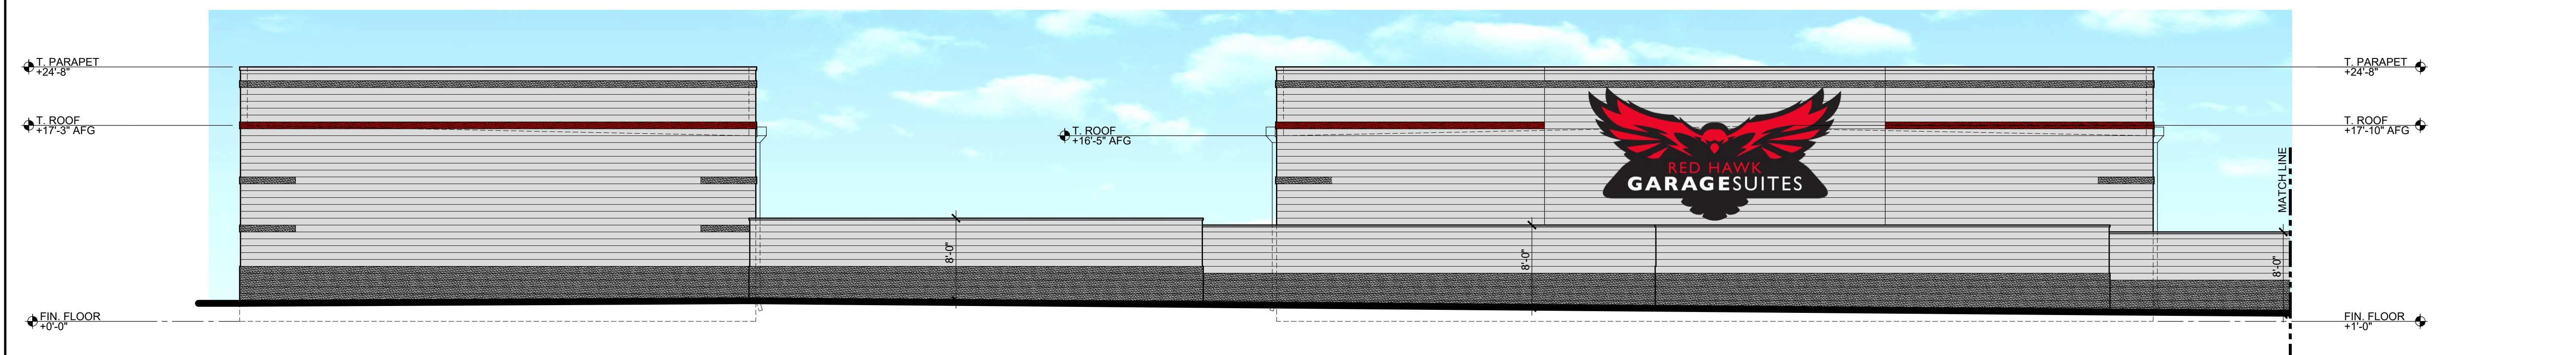 T. PARAPET
+24'-8"
T. ROOF
+17'-3" AFG
FIN. FLOOR
+0'-0"
T. ROOF
+16'-5" AFG
8'-0"
8'-0"
RED HAWK
GARAGESUITES
8'-0"
MATCH LINE
T. PARAPET
+24'-8"
T. ROOF
+17'-10" AFG
FIN. FLOOR
+1'-0"